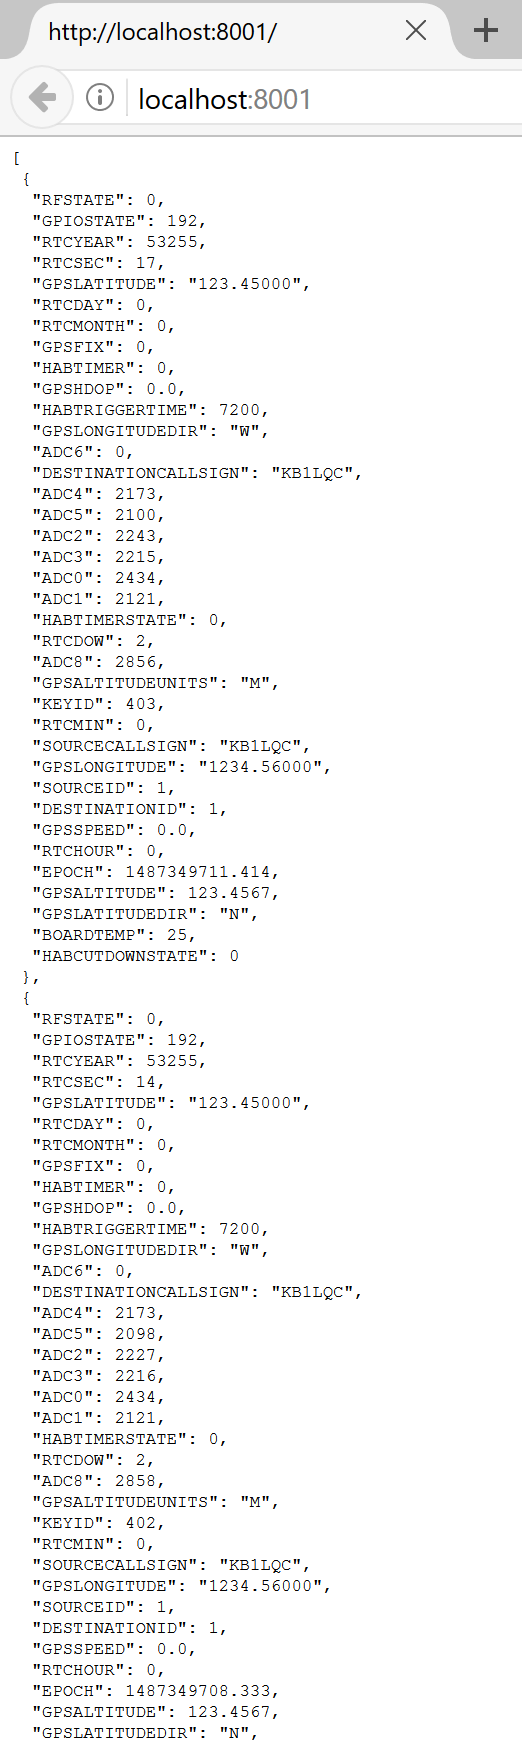 http://localhost:8001/
localhost:8001
[
{
"RFSTATE": 0,
"GPIOSTATE": 192,
"RTCYEAR": 53255,
"RTCSEC": 17,
"GPSLATITUDE": "123.45000",
"RTCDAY": 0,
"RTCMONTH": 0,
"GPSFIX": 0,
"HABTIMER": 0,
"GPSHDOP": 0.0,
"HABTRIGGERTIME": 7200,
"GPSLONGITUDEDIR": "W",
"ADC6": 0,
"DESTINATIONCALLSIGN": "KB1LQC",
"ADC4": 2173,
"ADC5": 2100,
"ADC2": 2243,
"ADC3": 2215,
"ADC0": 2434,
"ADC1": 2121,
"HABTIMERSTATE": 0,
"RTCDOW": 2,
"ADC8": 2856,
"GPSALTITUDEUNITS": "M",
"KEYID": 403,
"RTCMIN": 0,
"SOURCECALLSIGN": "KB1LQC",
"GPSLONGITUDE": "1234.56000",
"SOURCEID": 1,
"DESTINATIONID": 1,
"GPSSPEED": 0.0,
"RTCHOUR": 0,
"EPOCH": 1487349711.414,
"GPSALTITUDE": 123.4567,
"GPSLATITUDEDIR": "N",
"BOARDTEMP": 25,
"HABCUTDOWNSTATE": 0
},
{
"RFSTATE": 0,
"GPIOSTATE": 192,
"RTCYEAR": 53255,
"RTCSEC": 14,
"GPSLATITUDE": "123.45000",
"RTCDAY": 0,
"RTCMONTH": 0,
"GPSFIX": 0,
"HABTIMER": 0,
"GPSHDOP": 0.0,
"HABTRIGGERTIME": 7200,
"GPSLONGITUDEDIR": "W",
"ADC6": 0,
"DESTINATIONCALLSIGN": "KB1LQC",
"ADC4": 2173,
"ADC5": 2098,
"ADC2": 2227,
"ADC3": 2216,
"ADC0": 2434,
"ADC1": 2121,
"HABTIMERSTATE": 0,
"RTCDOW": 2,
"ADC8": 2858,
"GPSALTITUDEUNITS": "M",
"KEYID": 402,
"RTCMIN": 0,
"SOURCECALLSIGN": "KB1LQC",
"GPSLONGITUDE": "1234.56000",
"SOURCEID": 1,
"DESTINATIONID": 1,
"GPSSPEED": 0.0,
"RTCHOUR": 0,
"EPOCH": 1487349708.333,
"GPSALTITUDE": 123.4567,
"GPSLATITUDEDIR": "N",